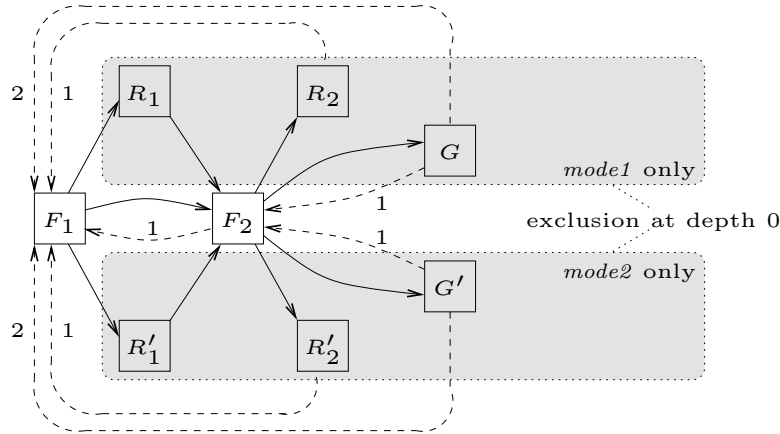 2
1
R1
R2
G
mode1 only
1
F1
1
F2
exclusion at depth 0
1
mode2 only
G′
2
1
R′1
R′2